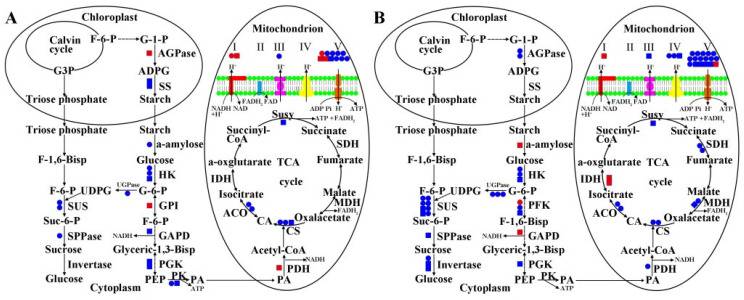 A
Chloroplast
Calvin
cycle
F-6-P
G-1-P
AGPase
G3P
ADPG
SS
Triose phosphate
Starch
Triose phosphate
Starch
a-amylose
F-1,6-Bisp
Glucose
HK
F-6-P
UDPG
UGPase
G-6-P
SUS
GPI
Suc-6-P
F-6-P
SPPase
NADH
GAPD
Sucrose
Glyceric-1,3-Bisp
Invertase
PGK
Glucose
PEP
PK
PA
ATP
Cytoplasm
Mitochondrion
I
II
III
IV
V
H+
H+
H+
NADH NAD
+H+
FADH2 FAD
ADP Pi H+
ATP
ATP +FADH2
Susy
Succinyl-
CoA
Succinate
SDH
a-oxglutarate
TCA
cycle
Fumarate
IDH
Isocitrate
Malate
MDH
FADH2
ACO
CA
CS
Oxalacetate
Acetyl-CoA
NADH
PDH
PA
B
Chloroplast
Calvin
cycle
F-6-P
G-1-P
AGPase
G3P
ADPG
SS
Triose phosphate
Starch
Triose phosphate
Starch
a-amylose
F-1,6-Bisp
Glucose
HK
F-6-P
UDPG
UGPase
G-6-P
SUS
PFK
Suc-6-P
F-1,6-Bisp
SPPase
NADH
GAPD
Sucrose
Glyceric-1,3-Bisp
Invertase
PGK
Glucose
PEP
PK
PA
ATP
Cytoplasm
Mitochondrion
I
II
III
IV
V
H+
H+
H+
NADH NAD
+H+
FADH2 FAD
ADP Pi H+
ATP
ATP +FADH2
Susy
Succinyl-
CoA
Succinate
SDH
a-oxglutarate
TCA
cycle
Fumarate
IDH
Isocitrate
Malate
MDH
FADH2
ACO
CA
CS
Oxalacetate
Acetyl-CoA
NADH
PDH
PA